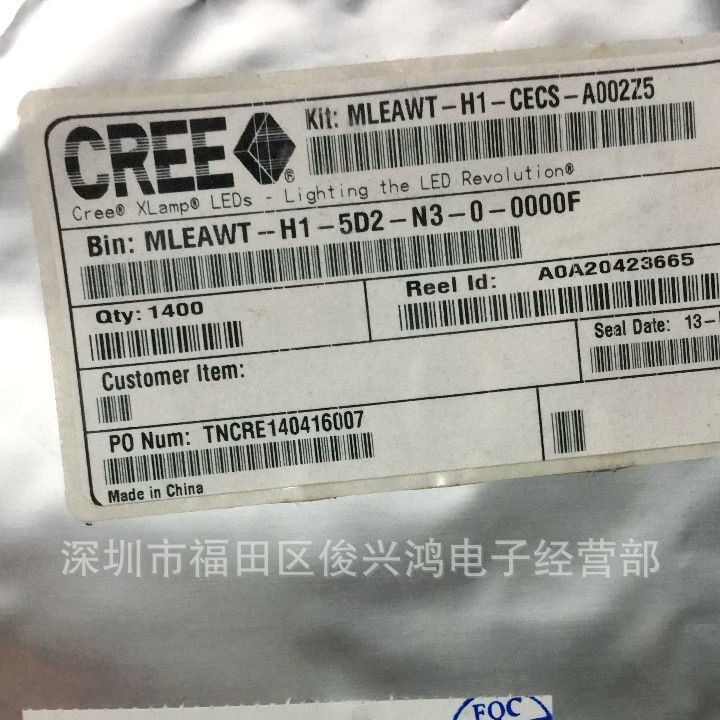 CREE®
Kit: MLEAWT-H1-CECS-A002Z5
Cree® XLamp® LEDs - Lighting the LED Revolution®
Bin: MLEAWT-H1-5D2-N3-0-0000F
Qty: 1400
Reel Id: A0A20423665
Customer Item:
Seal Date: 13-
PO Num: TNCRE140416007
Made in China
深圳市福田区俊兴鸿电子经营部
FQC